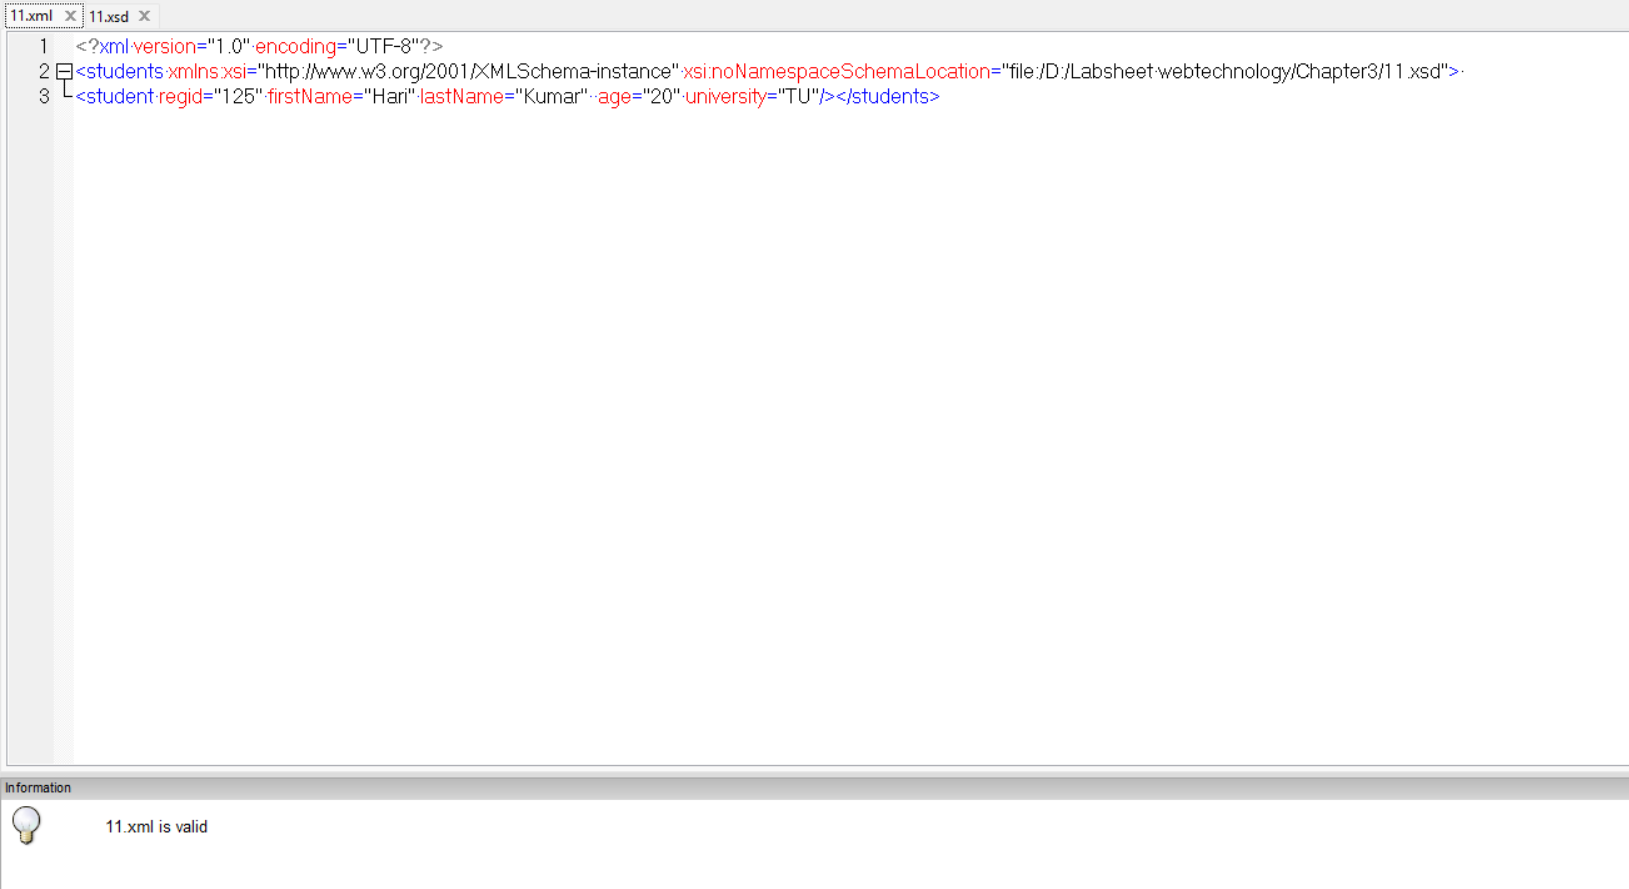 11.xml 11.xsd
1 <?xml version="1.0" encoding="UTF-8"?>
2 <students xmlns:xsi="http://www.w3.org/2001/XMLSchema-instance" xsi:noNamespaceSchemaLocation="file:/D:/Labsheet webtechnology/Chapter3/11.xsd">
3 <student regid="125" firstName="Hari" lastName="Kumar"  age="20" university="TU"/></students>
Information
11.xml is valid